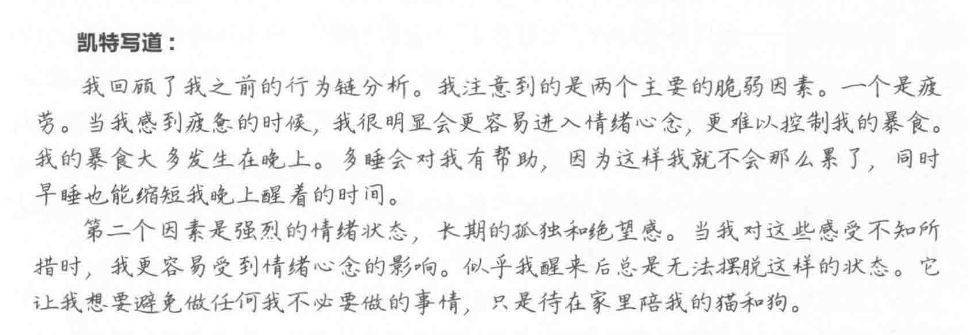 凯特写道：
我回顾了我之前的行为链分析。我注意到的是两个主要的脆弱因素。一个是疲
劳。当我感到疲惫的时候，我很明显会更容易进入情绪心念，更难以控制我的暴食。
我的暴食大多发生在晚上。多睡会对我有帮助，因为这样我就不会那么累了，同时
早睡也能缩短我晚上醒着的时间。
第二个因素是强烈的情绪状态，长期的孤独和绝望感。当我对这些感受不知所
措时，我更容易受到情绪心念的影响。似乎我醒来后总是无法摆脱这样的状态。它
让我想要避免做任何我不必要做的事情，只是待在家里陪我的猫和狗。